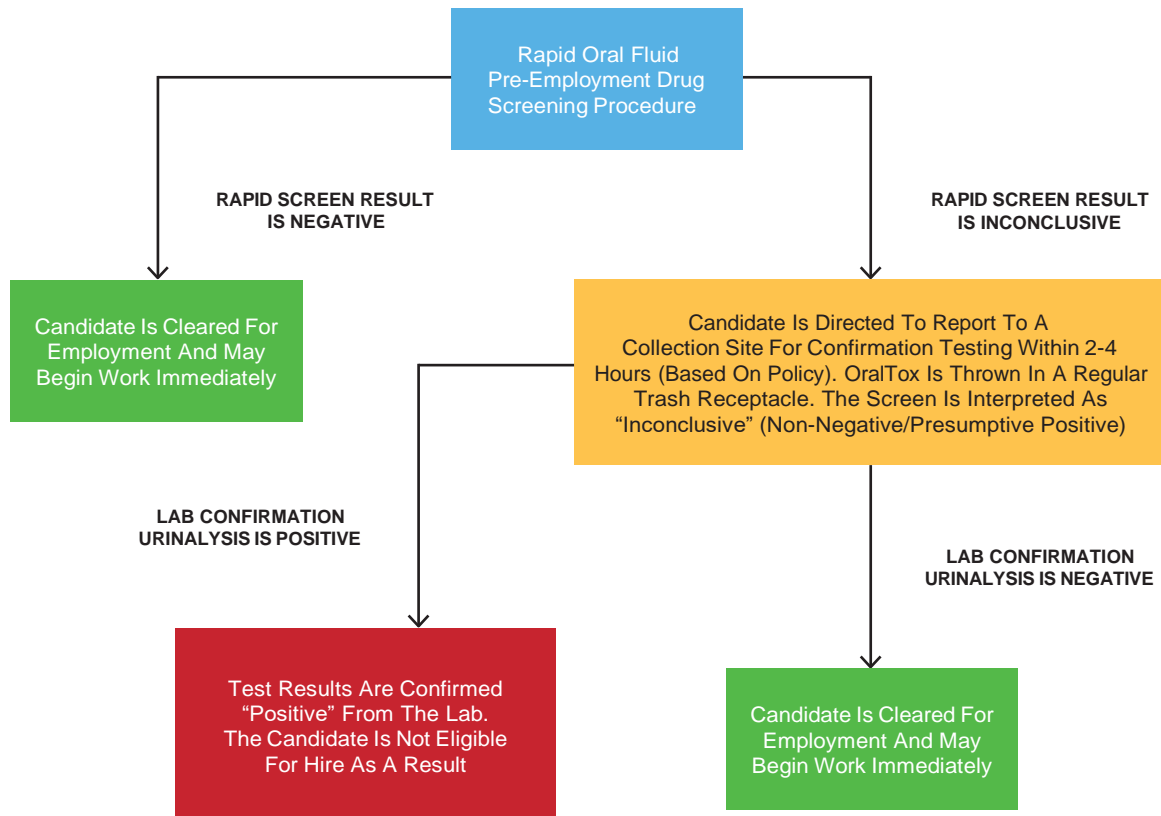 Rapid Oral Fluid
Pre-Employment Drug
Screening Procedure
RAPID SCREEN RESULT
IS NEGATIVE
RAPID SCREEN RESULT
IS INCONCLUSIVE
Candidate Is Cleared For
Employment And May
Begin Work Immediately
Candidate Is Directed To Report To A
Collection Site For Confirmation Testing Within 2-4
Hours (Based On Policy). OralTox Is Thrown In A Regular
Trash Receptacle. The Screen Is Interpreted As
“Inconclusive” (Non-Negative/Presumptive Positive)
LAB CONFIRMATION
URINALYSIS IS POSITIVE
LAB CONFIRMATION
URINALYSIS IS NEGATIVE
Test Results Are Confirmed
“Positive” From The Lab.
The Candidate Is Not Eligible
For Hire As A Result
Candidate Is Cleared For
Employment And May
Begin Work Immediately